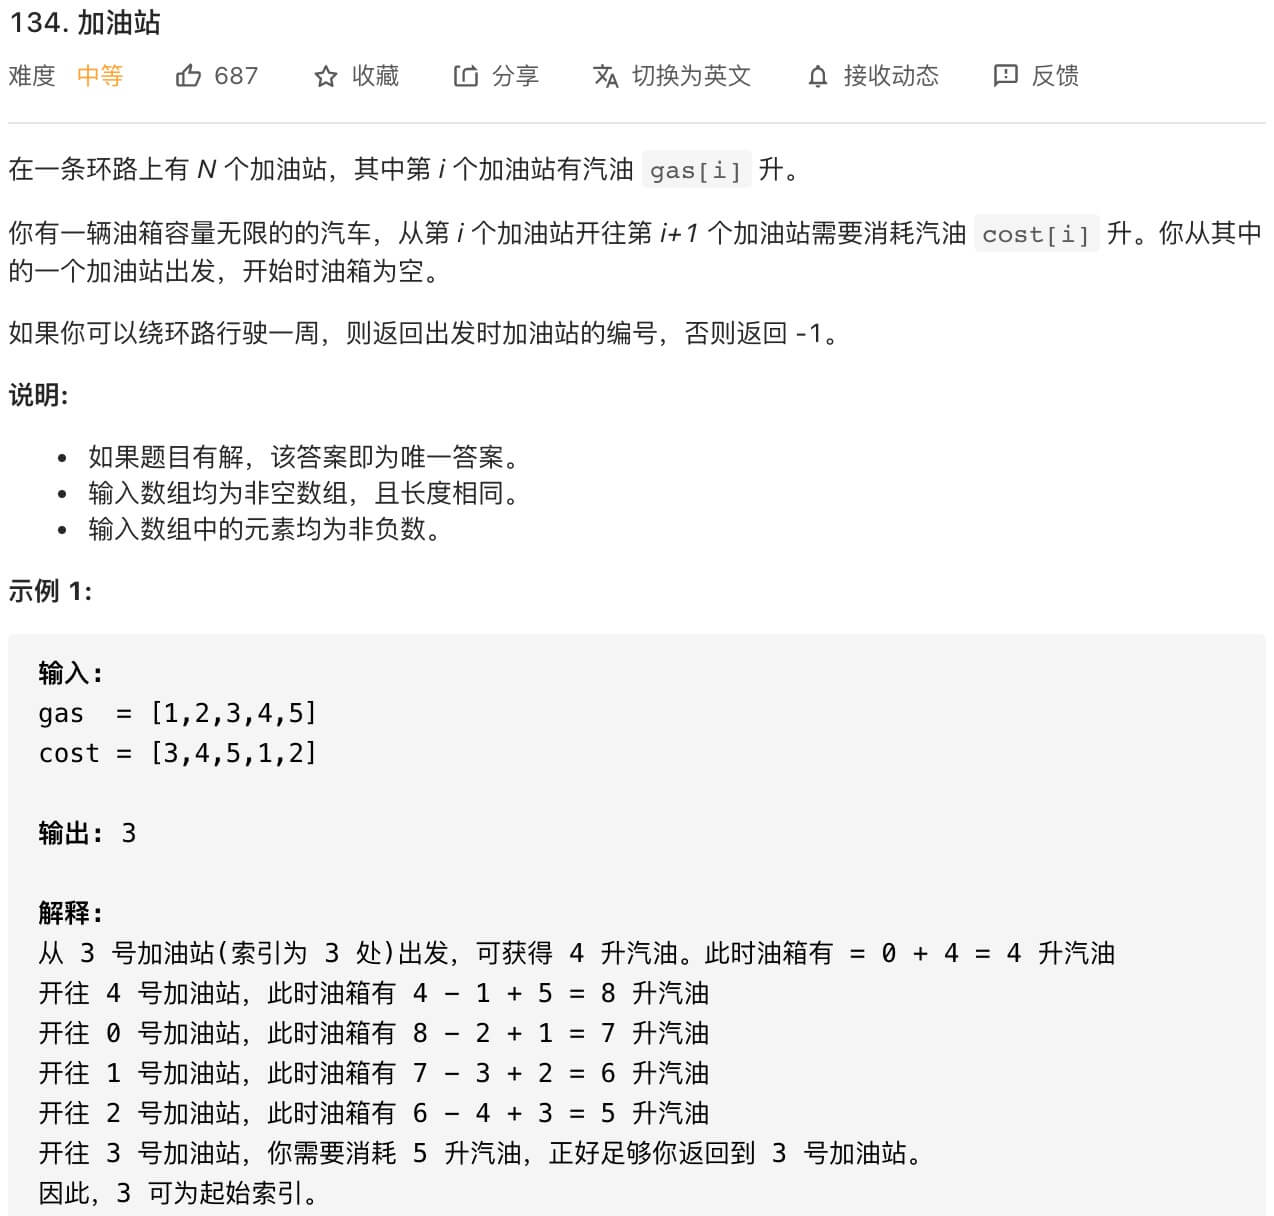 134. 加油站
难度 中等 687 收藏 分享 切换为英文 接收动态 反馈
在一条环路上有 N 个加油站，其中第 i 个加油站有汽油 gas[i] 升。
你有一辆油箱容量无限的的汽车，从第 i 个加油站开往第 i+1 个加油站需要消耗汽油 cost[i] 升。你从其中
的一个加油站出发，开始时油箱为空。
如果你可以绕环路行驶一周，则返回出发时加油站的编号，否则返回 -1。
说明:
• 如果题目有解，该答案即为唯一答案。
• 输入数组均为非空数组，且长度相同。
• 输入数组中的元素均为非负数。
示例 1:
输入:
gas  = [1,2,3,4,5]
cost = [3,4,5,1,2]
输出: 3
解释:
从 3 号加油站(索引为 3 处)出发，可获得 4 升汽油。此时油箱有 = 0 + 4 = 4 升汽油
开往 4 号加油站，此时油箱有 4 - 1 + 5 = 8 升汽油
开往 0 号加油站，此时油箱有 8 - 2 + 1 = 7 升汽油
开往 1 号加油站，此时油箱有 7 - 3 + 2 = 6 升汽油
开往 2 号加油站，此时油箱有 6 - 4 + 3 = 5 升汽油
开往 3 号加油站，你需要消耗 5 升汽油，正好足够你返回到 3 号加油站。
因此，3 可为起始索引。